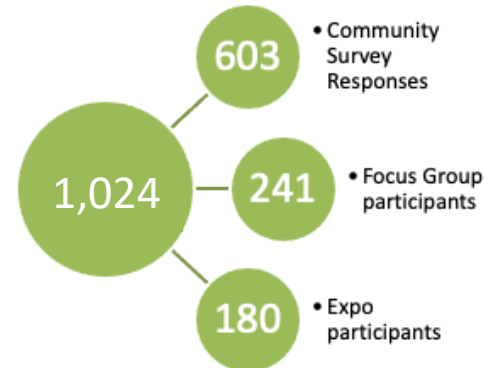 603
• Community
Survey
Responses
1,024
241
• Focus Group
participants
180
• Expo
participants